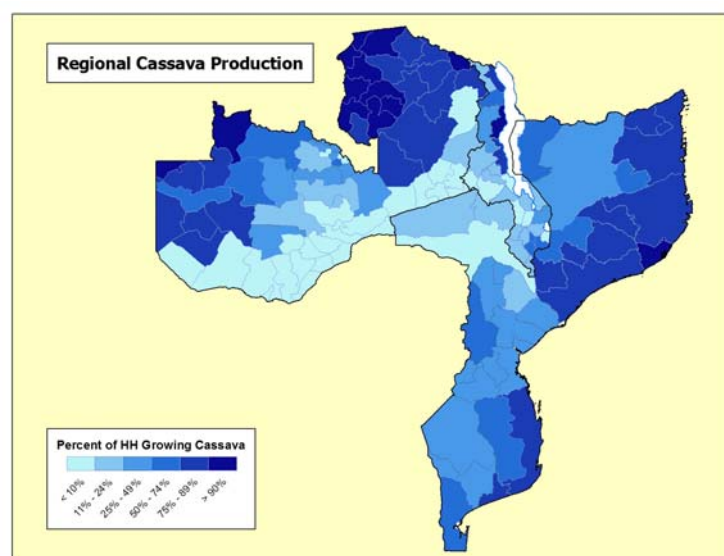 Regional Cassava Production
Percent of HH Growing Cassava
< 10%
11% - 24%
25% - 49%
50% - 74%
75% - 89%
> 90%